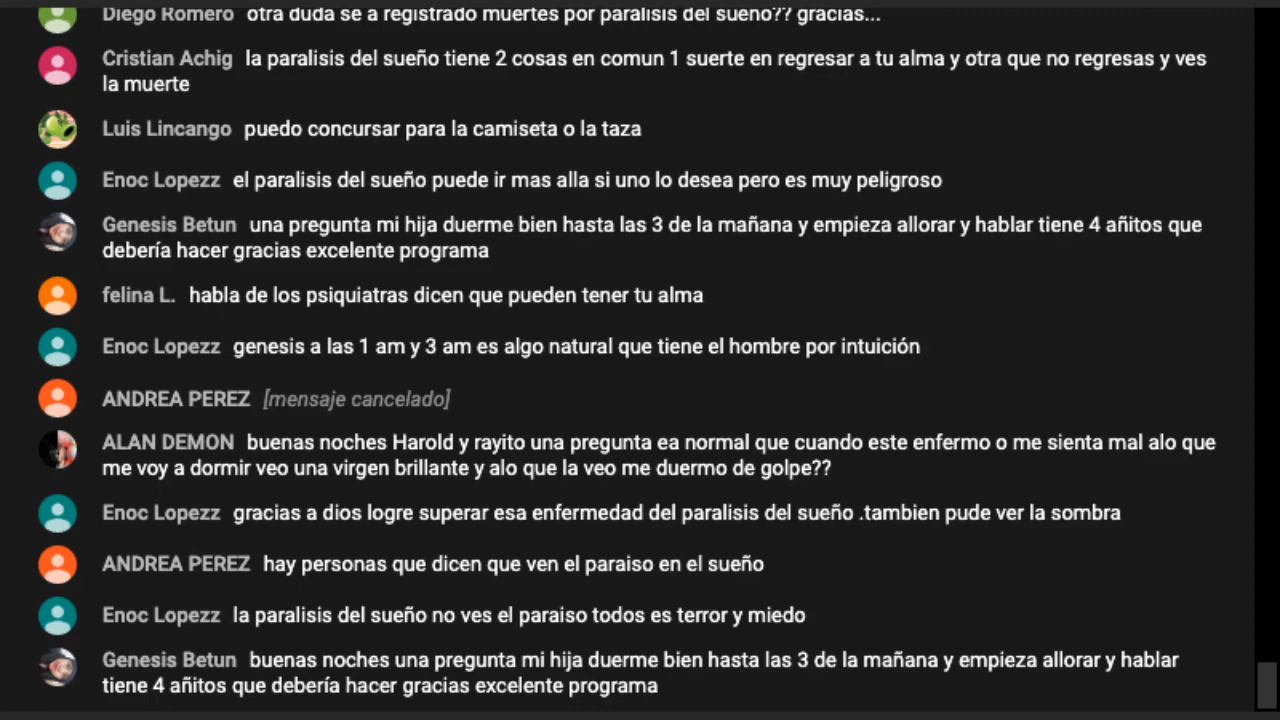 Diego Romero otra duda se a registrado muertes por paralisis del sueño?? gracias...
Cristian Achig la paralisis del sueño tiene 2 cosas en comun 1 suerte en regresar a tu alma y otra que no regresas y ves
la muerte
Luis Lincango puedo concursar para la camiseta o la taza
Enoc Lopezz el paralisis del sueño puede ir mas alla si uno lo desea pero es muy peligroso
Genesis Betun una pregunta mi hija duerme bien hasta las 3 de la mañana y empieza allorar y hablar tiene 4 añitos que
debería hacer gracias excelente programa
felina L. habla de los psiquiatras dicen que pueden tener tu alma
Enoc Lopezz genesis a las 1 am y 3 am es algo natural que tiene el hombre por intuición
ANDREA PEREZ [mensaje cancelado]
ALAN DEMON buenas noches Harold y rayito una pregunta ea normal que cuando este enfermo o me sienta mal alo que
me voy a dormir veo una virgen brillante y alo que la veo me duermo de golpe??
Enoc Lopezz gracias a dios logre superar esa enfermedad del paralisis del sueño .tambien pude ver la sombra
ANDREA PEREZ hay personas que dicen que ven el paraiso en el sueño
Enoc Lopezz la paralisis del sueño no ves el paraiso todos es terror y miedo
Genesis Betun buenas noches una pregunta mi hija duerme bien hasta las 3 de la mañana y empieza allorar y hablar
tiene 4 añitos que debería hacer gracias excelente programa